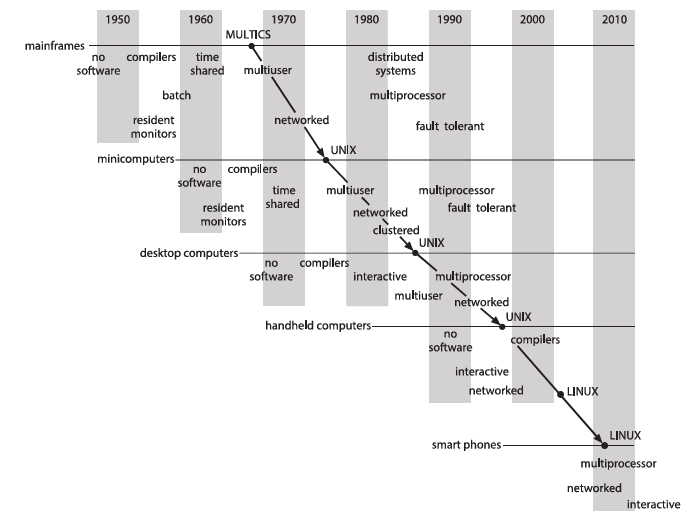 1950 1960 1970 1980 1990 2000 2010
MULTICS
mainframes
no software
compilers
time shared
multiuser
distributed systems
batch
multiprocessor
resident monitors
networked
fault tolerant
UNIX
minicomputers
no software
compilers
time shared
multiuser
multiprocessor
resident monitors
networked
fault tolerant
clustered
UNIX
desktop computers
no software
compilers
interactive
multiprocessor
multiuser
networked
UNIX
handheld computers
no software
compilers
interactive
networked
LINUX
LINUX
smart phones
multiprocessor
networked
interactive